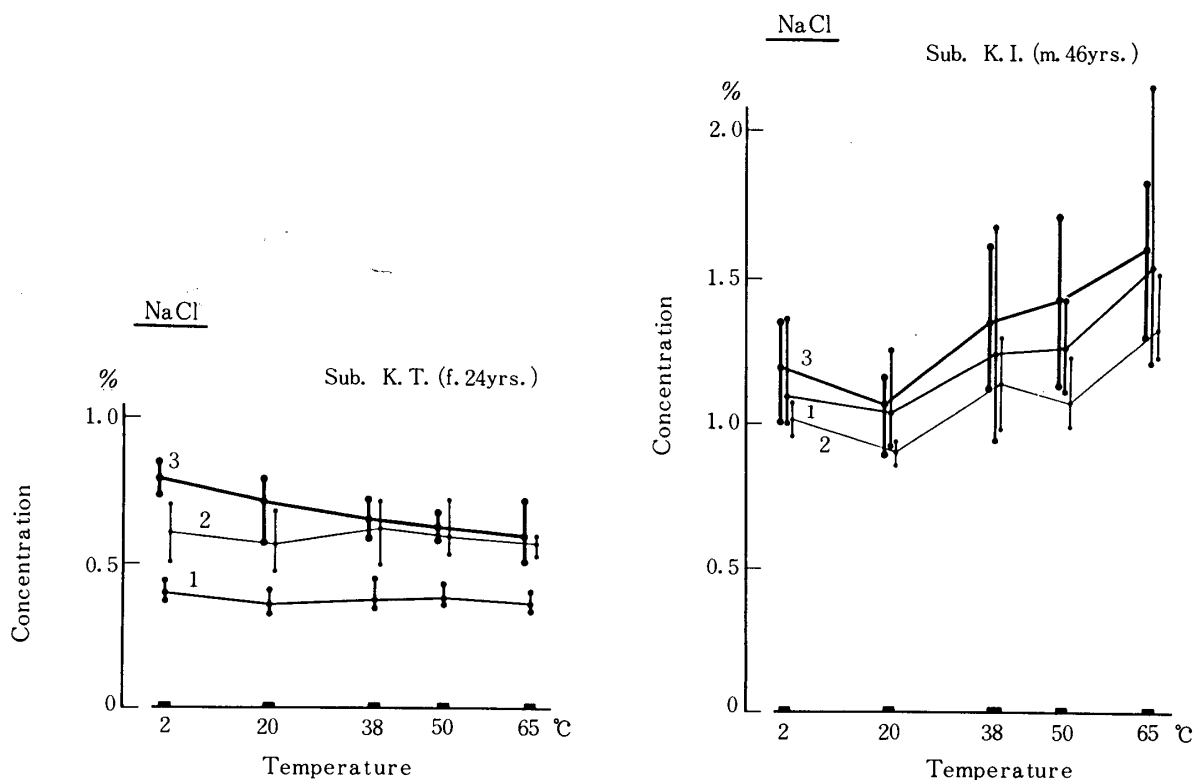 NaCl
Sub. K. T. (f. 24yrs.)
%
1.0
0.5
0
Concentration
3
2
1
2 20 38 50 65 ℃
Temperature
NaCl
Sub. K. I. (m. 46yrs.)
%
2.0
1.5
1.0
0.5
0
Concentration
3
1
2
2 20 38 50 65 ℃
Temperature